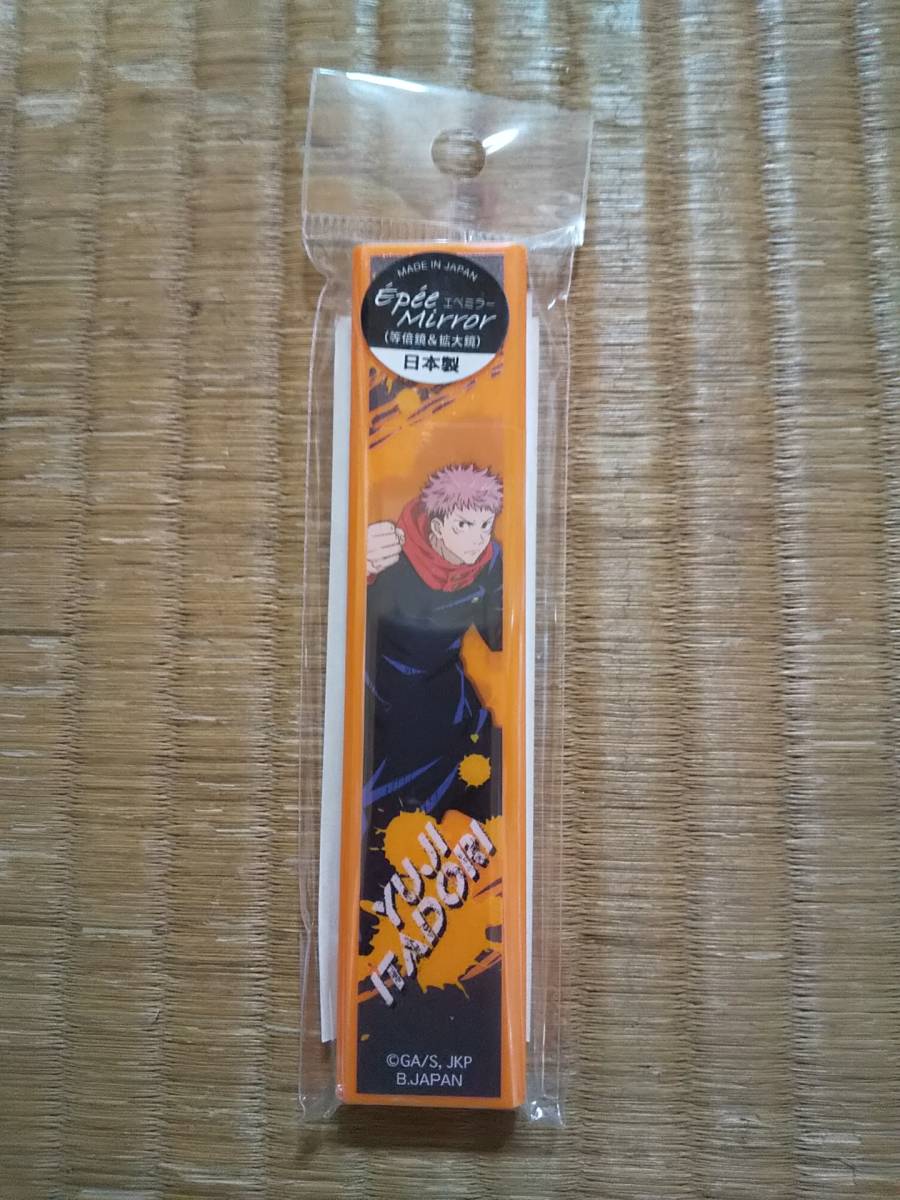 MADE IN JAPAN
Épée エペミラー
Mirror
(等倍鏡&拡大鏡)
日本製
YUJI
ITADORI
©GA/S, JKP
B.JAPAN